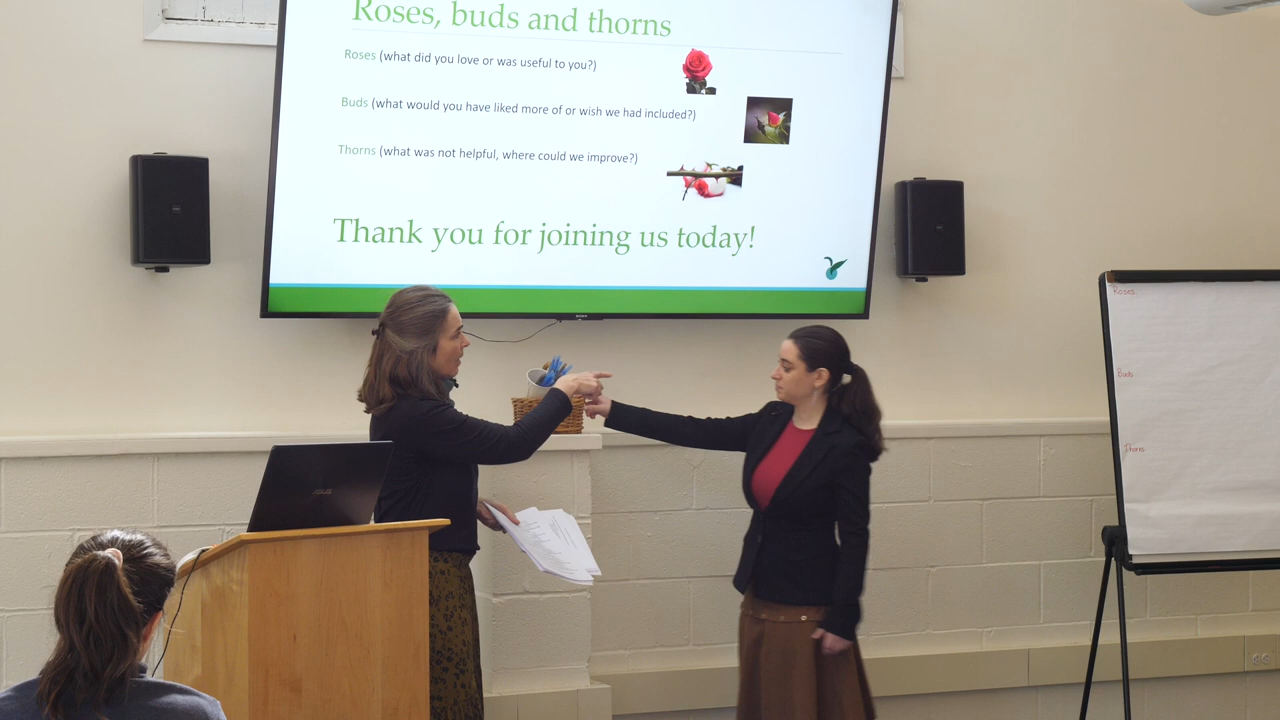 Roses, buds and thorns
Roses (what did you love or was useful to you?)
Buds (what would you have liked more of or wish we had included?)
Thorns (what was not helpful, where could we improve?)
Thank you for joining us today!
SONY
ASUS
Roses
Buds
Thorns